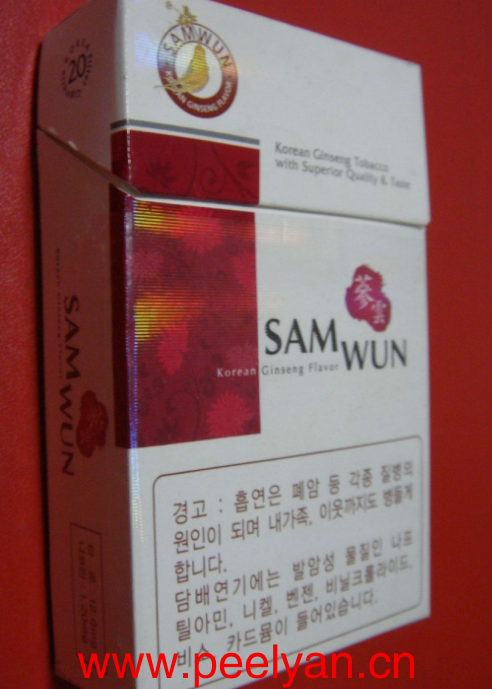 SAMWUN
KOREAN GINSENG FLAVOR
20
Korean Ginseng Tobacco
with Superior Quality & Taste
蔘雲
SAMWUN
Korean Ginseng Flavor
SAMWUN
경고 : 흡연은 폐암 등 각종 질병의
원인이 되며 내가족, 이웃까지도 병들게
합니다.
담배연기에는 발암성 물질인 나프
틸아민, 니켈, 벤젠, 비닐크롤라이드,
비소, 카드뮴이 들어있습니다.
www.peelyan.cn